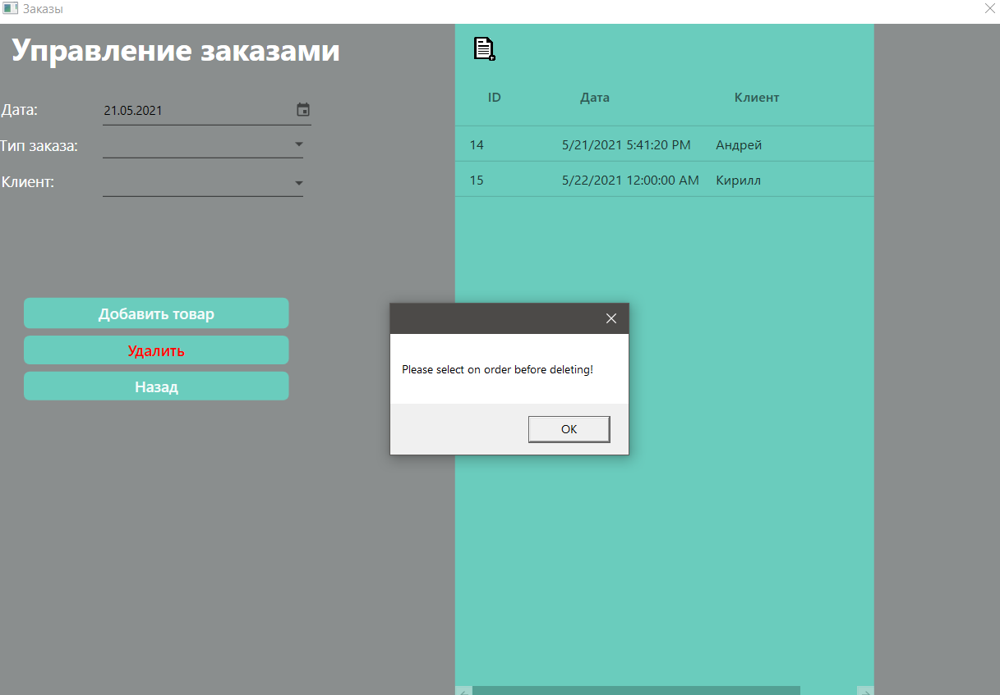 Заказы
Управление заказами
Дата:
21.05.2021
Тип заказа:
Клиент:
Добавить товар
Удалить
Назад
ID Дата Клиент
14 5/21/2021 5:41:20 PM Андрей
15 5/22/2021 12:00:00 AM Кирилл
Please select on order before deleting!
OK